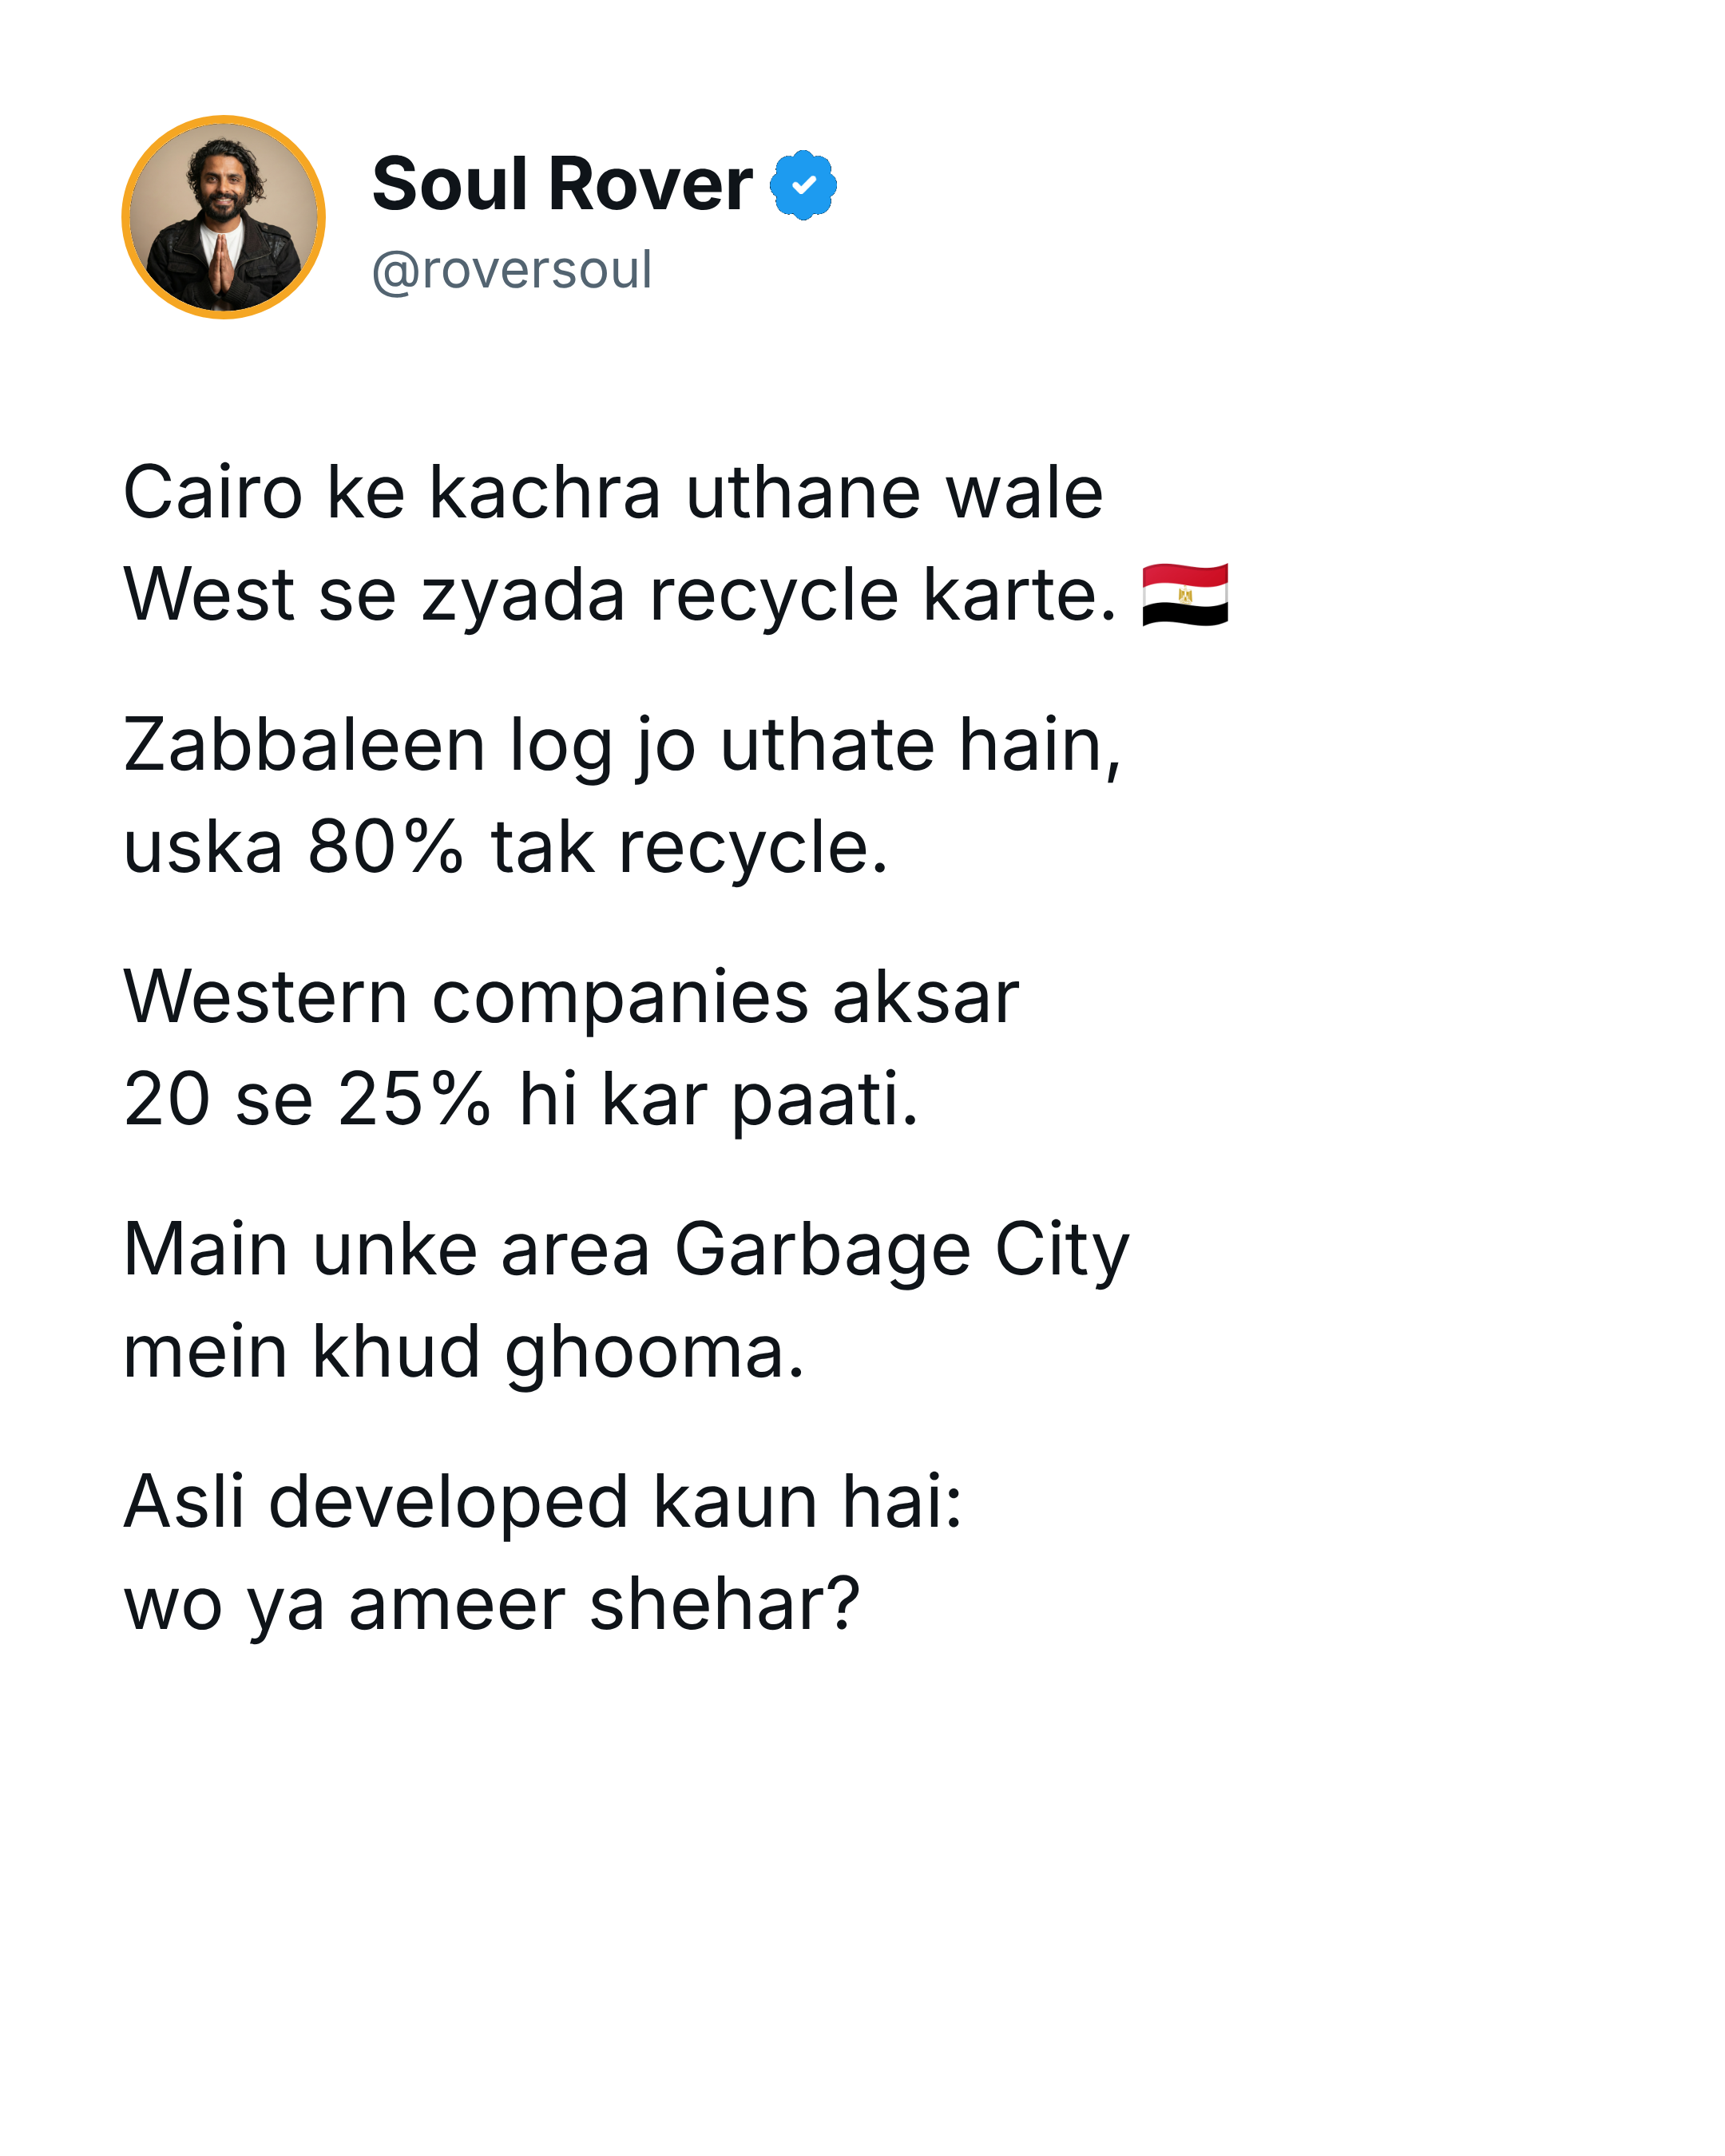 Soul Rover
@roversoul
Cairo ke kachra uthane wale
West se zyada recycle karte. 🇪🇬
Zabbaleen log jo uthate hain,
uska 80% tak recycle.
Western companies aksar
20 se 25% hi kar paati.
Main unke area Garbage City
mein khud ghooma.
Asli developed kaun hai:
wo ya ameer shehar?